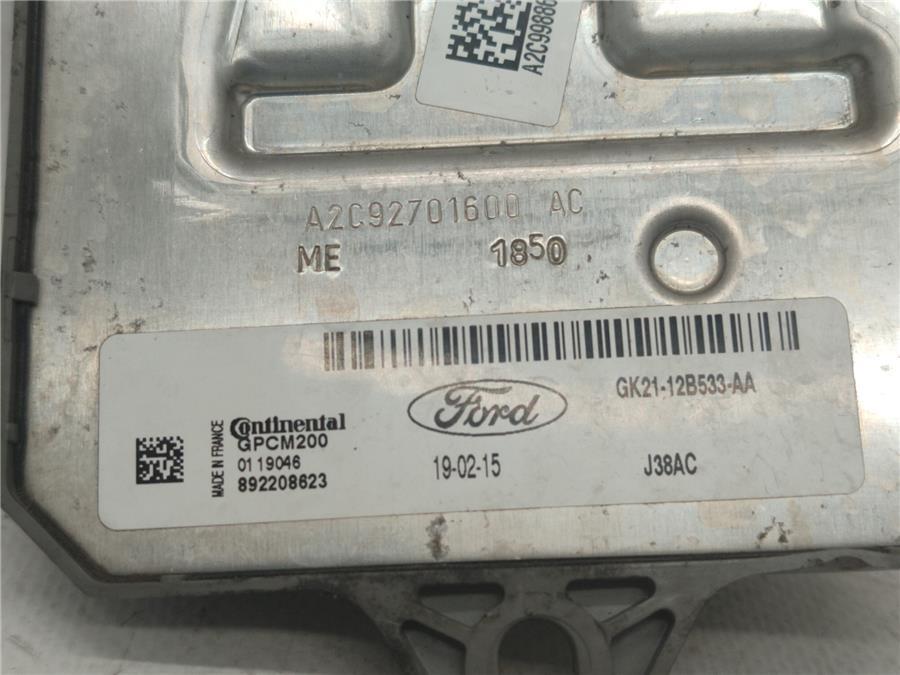 A2C92701600 AC
ME 1850
GK21-12B533-AA
Ford
Continental
GPCM200
MADE IN FRANCE
01 19046
19-02-15
J38AC
892208623